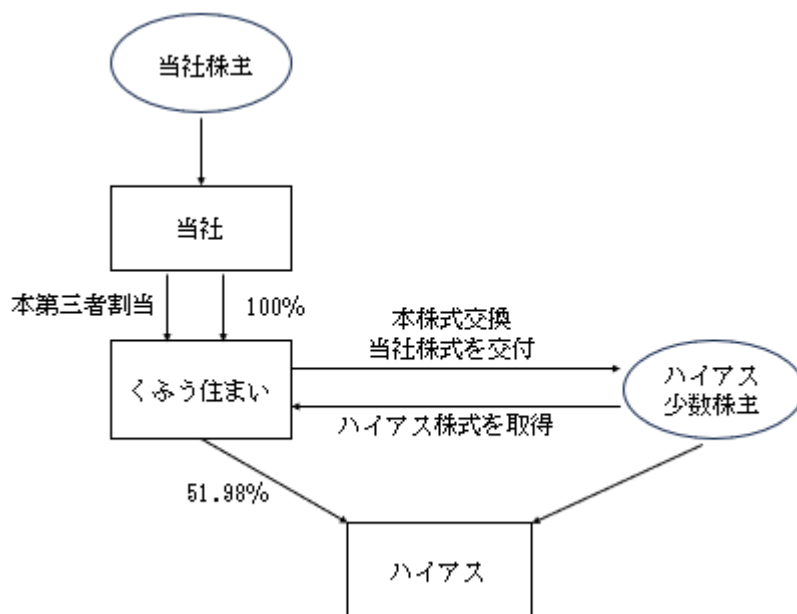 当社株主
当社
本第三者割当
100%
本株式交換
当社株式を交付
くふう住まい
ハイアス
少数株主
ハイアス株式を取得
51.98%
ハイアス